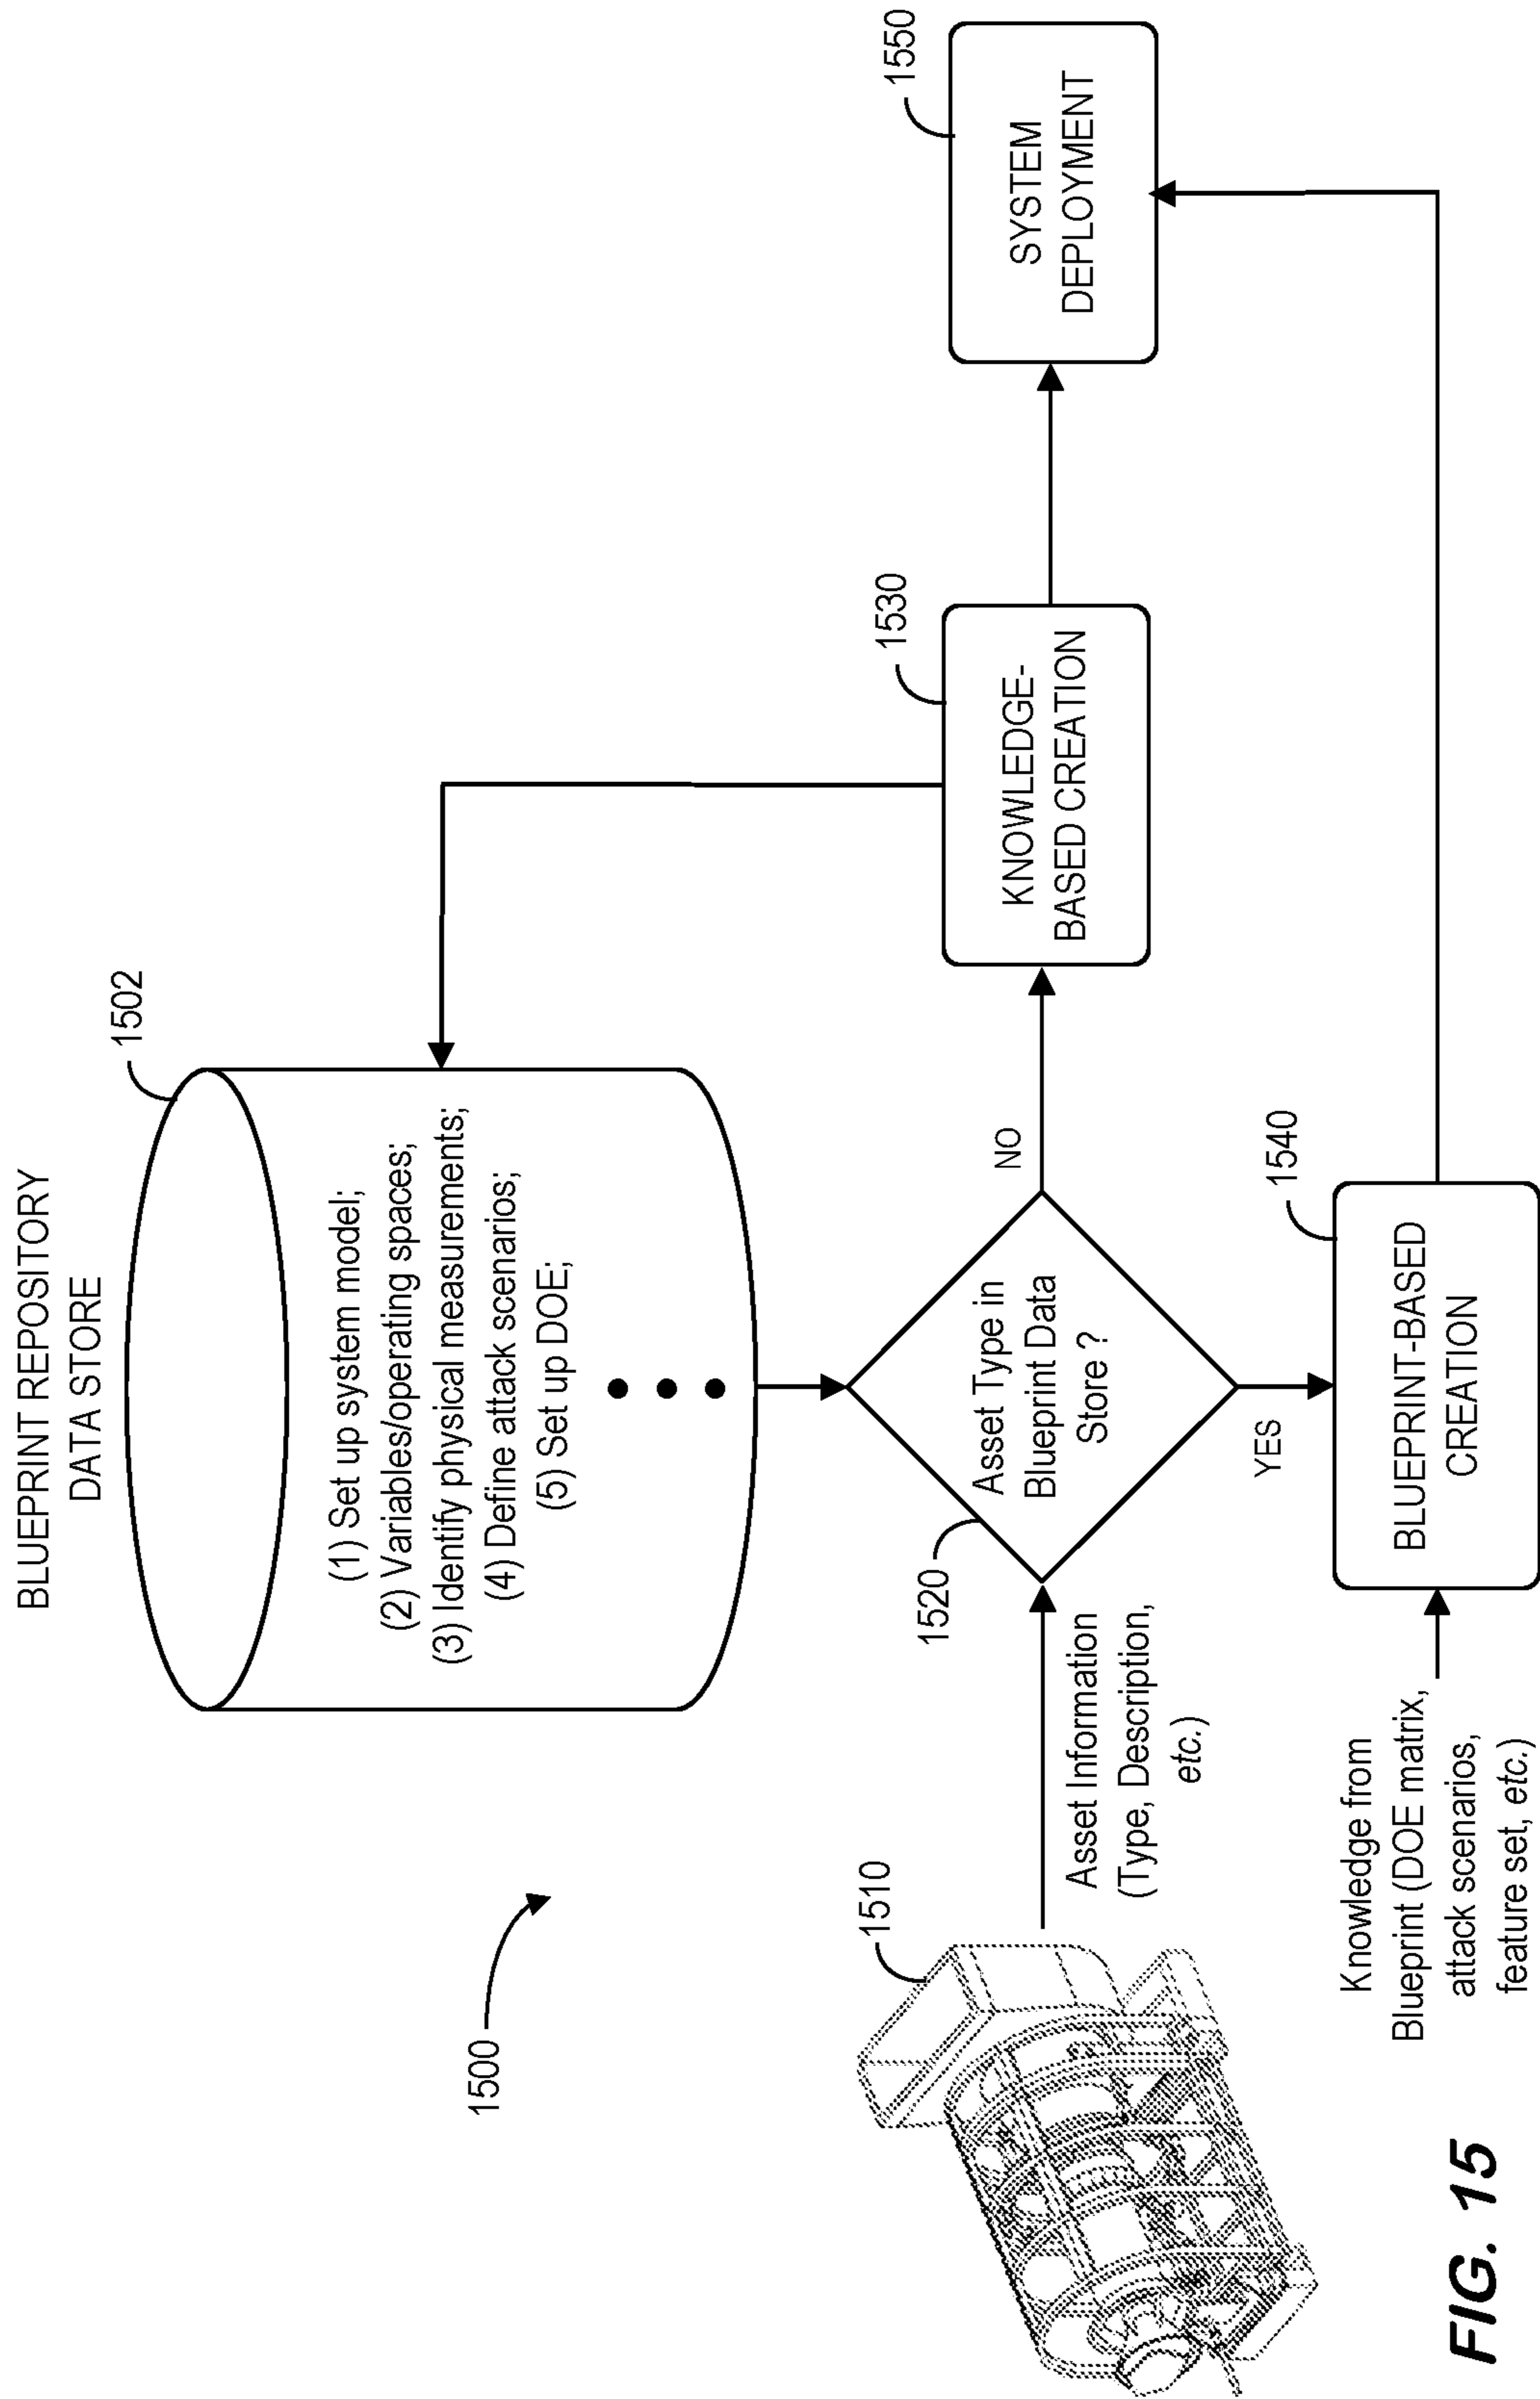 BLUEPRINT REPOSITORY
DATA STORE
1502
(1) Set up system model;
(2) Variables/operating spaces;
(3) Identify physical measurements;
(4) Define attack scenarios;
(5) Set up DOE;
1500
1510
Asset Information
(Type, Description,
etc.)
1520
Asset Type in
Blueprint Data
Store ?
NO
YES
1530
KNOWLEDGE-
BASED CREATION
1550
SYSTEM
DEPLOYMENT
Knowledge from
Blueprint (DOE matrix,
attack scenarios,
feature set, etc.)
1540
BLUEPRINT-BASED
CREATION
FIG. 15